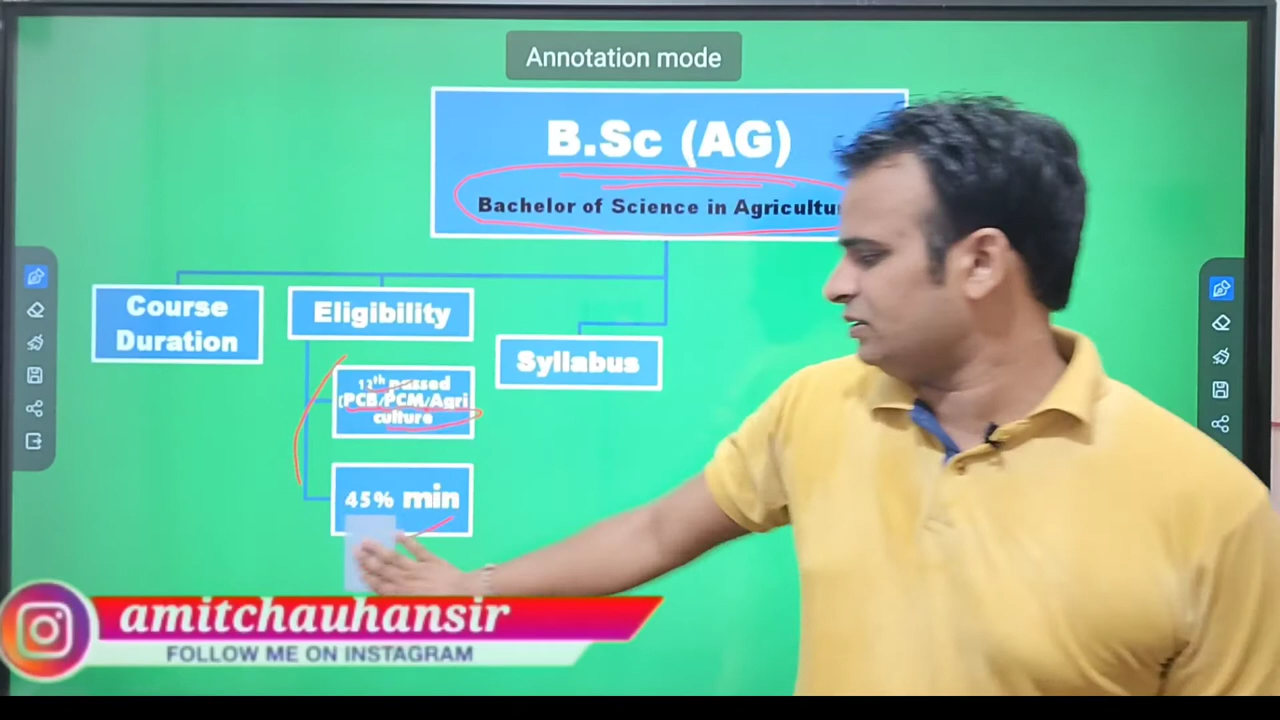 Annotation mode
B.Sc (AG)
Bachelor of Science in Agricultu
Course
Duration
Eligibility
12th passed
(PCB/PCM/Agri
culture
45% min
Syllabus
amitchauhansir
FOLLOW ME ON INSTAGRAM